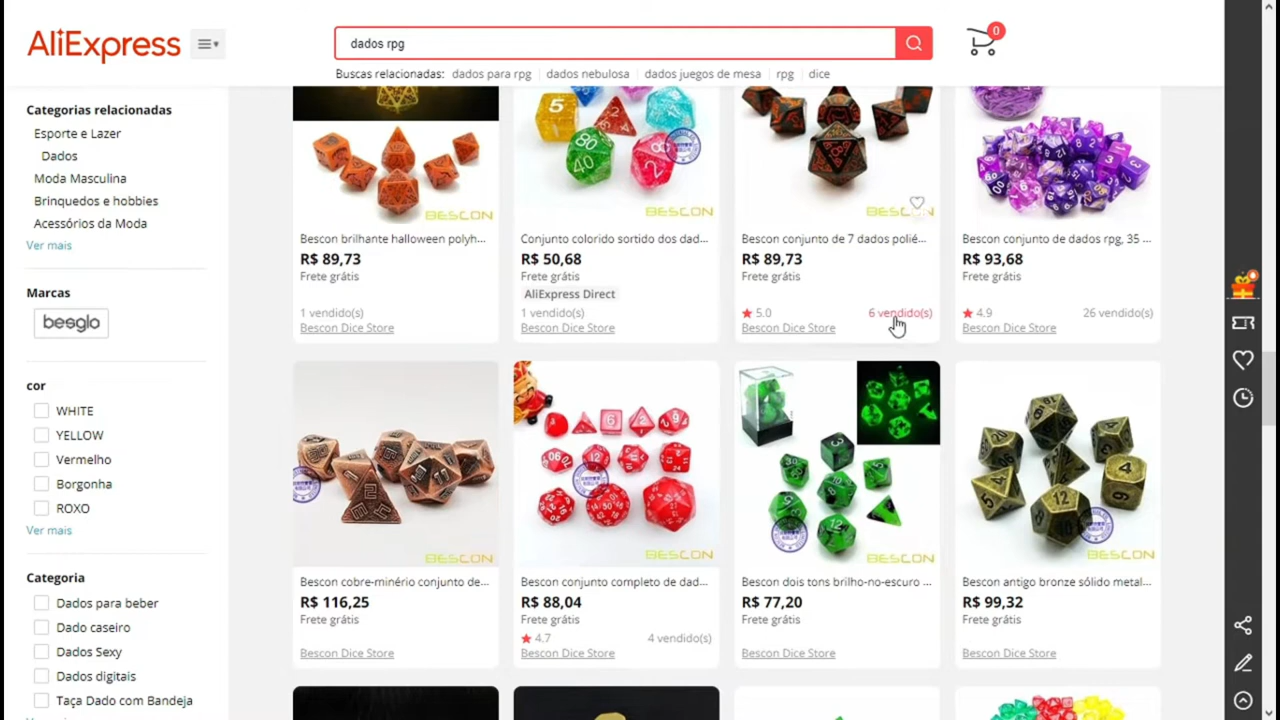 AliExpress
dados rpg
0
Buscas relacionadas: dados para rpg dados nebulosa dados juegos de mesa rpg dice
Categorias relacionadas
Esporte e Lazer
Dados
Moda Masculina
Brinquedos e hobbies
Acessórios da Moda
Ver mais
Marcas
besglo
cor
WHITE
YELLOW
Vermelho
Borgonha
ROXO
Ver mais
Categoria
Dados para beber
Dado caseiro
Dados Sexy
Dados digitais
Taça Dado com Bandeja
BESCON
Bescon brilhante halloween polyh...
R$ 89,73
Frete grátis
1 vendido(s)
Bescon Dice Store
BESCON
Conjunto colorido sortido dos dad...
R$ 50,68
Frete grátis
AliExpress Direct
1 vendido(s)
Bescon Dice Store
BESCON
Bescon conjunto de 7 dados polié...
R$ 89,73
Frete grátis
5.0 6 vendido(s)
Bescon Dice Store
Bescon conjunto de dados rpg, 35 ...
R$ 93,68
Frete grátis
4.9 26 vendido(s)
Bescon Dice Store
BESCON
Bescon cobre-minério conjunto de...
R$ 116,25
Frete grátis
Bescon Dice Store
BESCON
Bescon conjunto completo de dad...
R$ 88,04
Frete grátis
4.7 4 vendido(s)
Bescon Dice Store
BESCON
Bescon dois tons brilho-no-escuro ...
R$ 77,20
Frete grátis
Bescon Dice Store
BESCON
Bescon antigo bronze sólido metal...
R$ 99,32
Frete grátis
Bescon Dice Store